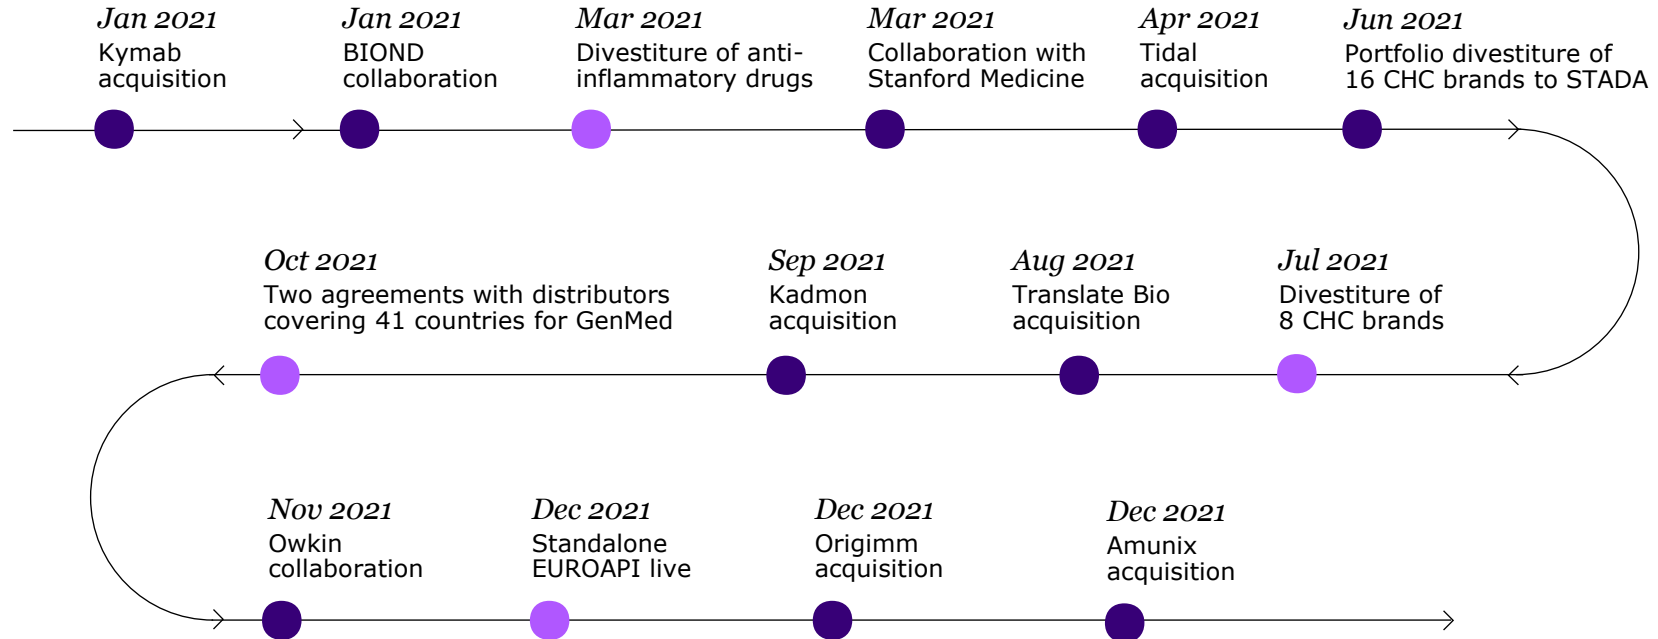 Jan 2021
Kymab
acquisition
Jan 2021
BIOND
collaboration
Mar 2021
Divestiture of anti-
inflammatory drugs
Mar 2021
Collaboration with
Stanford Medicine
Apr 2021
Tidal
acquisition
Jun 2021
Portfolio divestiture of
16 CHC brands to STADA
Jul 2021
Divestiture of
8 CHC brands
Aug 2021
Translate Bio
acquisition
Sep 2021
Kadmon
acquisition
Oct 2021
Two agreements with distributors
covering 41 countries for GenMed
Nov 2021
Owkin
collaboration
Dec 2021
Standalone
EUROAPI live
Dec 2021
Origimm
acquisition
Dec 2021
Amunix
acquisition